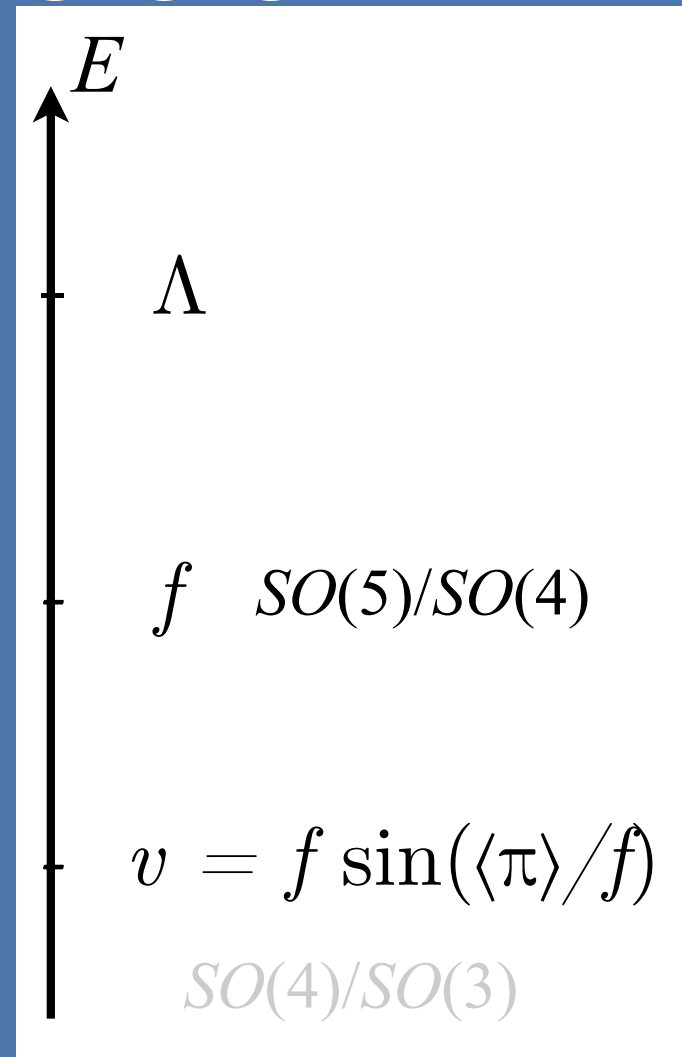 E
Λ
f SO(5)/SO(4)
v = f sin(⟨π⟩/f)
SO(4)/SO(3)